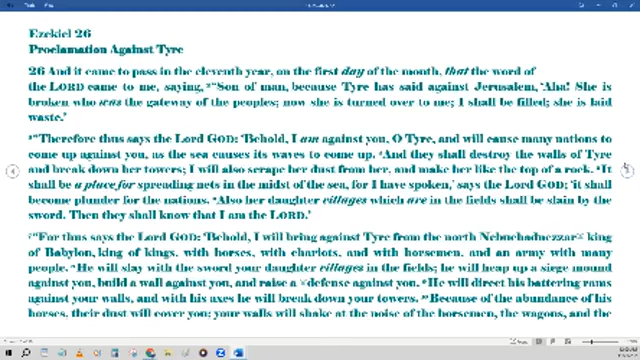 Ezekiel 26
Proclamation Against Tyre
26 And it came to pass in the eleventh year, on the first day of the month, that the word of
the LORD came to me, saying, 2 "Son of man, because Tyre has said against Jerusalem, 'Aha! She is
broken who was the gateway of the peoples; now she is turned over to me; I shall be filled; she is laid
waste.'
3 "Therefore thus says the Lord GOD: 'Behold, I am against you, O Tyre, and will cause many nations to
come up against you, as the sea causes its waves to come up. 4 And they shall destroy the walls of Tyre
and break down her towers; I will also scrape her dust from her, and make her like the top of a rock. 5 It
shall be a place for spreading nets in the midst of the sea, for I have spoken,' says the Lord GOD; 'it shall
become plunder for the nations. 6 Also her daughter villages which are in the fields shall be slain by the
sword. Then they shall know that I am the LORD.'
7 "For thus says the Lord GOD: 'Behold, I will bring against Tyre from the north Nebuchadnezzar king
of Babylon, king of kings, with horses, with chariots, and with horsemen, and an army with many
people. 8 He will slay with the sword your daughter villages in the fields; he will heap up a siege mound
against you, build a wall against you, and raise a defense against you. 9 He will direct his battering rams
against your walls, and with his axes he will break down your towers. 10 Because of the abundance of his
horses, their dust will cover you; your walls will shake at the noise of the horsemen, the wagons, and the